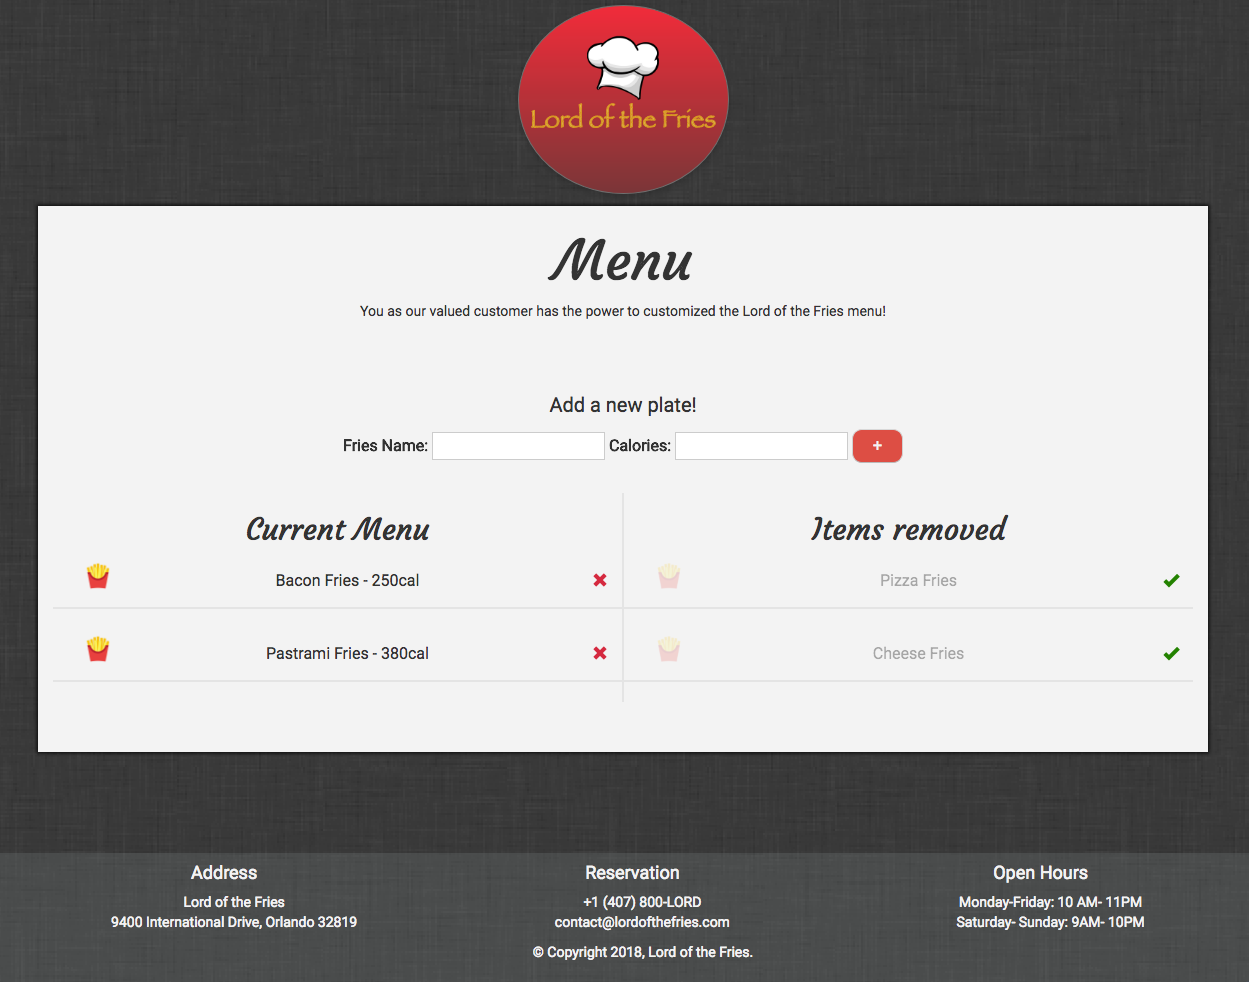 Lord of the Fries
Menu
You as our valued customer has the power to customized the Lord of the Fries menu!
Add a new plate!
Fries Name:
Calories:
+
Current Menu
Bacon Fries - 250cal
Pastrami Fries - 380cal
Items removed
Pizza Fries
Cheese Fries
Address
Lord of the Fries
9400 International Drive, Orlando 32819
Reservation
+1 (407) 800-LORD
contact@lordofthefries.com
Open Hours
Monday-Friday: 10 AM- 11PM
Saturday- Sunday: 9AM- 10PM
© Copyright 2018, Lord of the Fries.